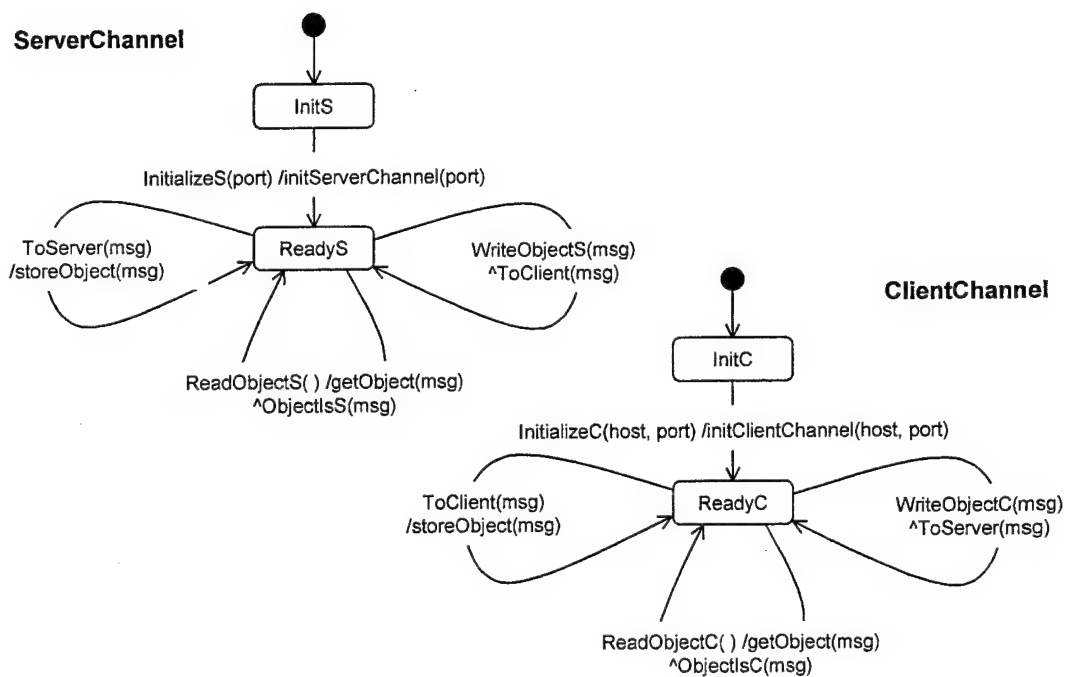 ServerChannel
InitS
InitializeS(port) /initServerChannel(port)
ToServer(msg)
/storeObject(msg)
ReadyS
WriteObjectS(msg)
^ToClient(msg)
ReadObjectS( ) /getObject(msg)
^ObjectIsS(msg)
ClientChannel
InitC
InitializeC(host, port) /initClientChannel(host, port)
ToClient(msg)
/storeObject(msg)
ReadyC
WriteObjectC(msg)
^ToServer(msg)
ReadObjectC( ) /getObject(msg)
^ObjectIsC(msg)